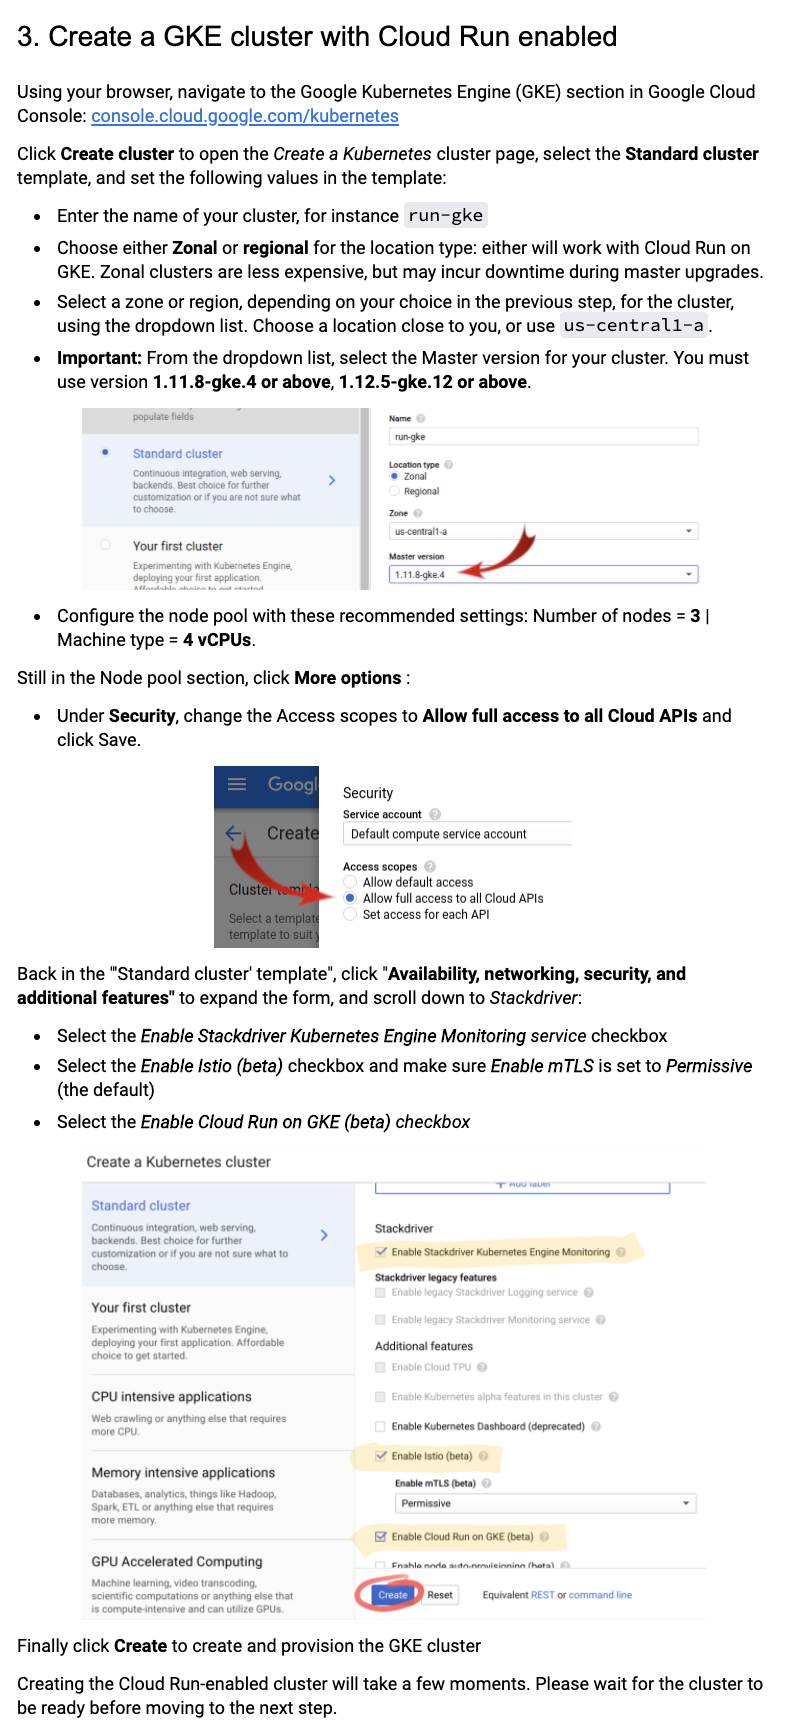 3. Create a GKE cluster with Cloud Run enabled
Using your browser, navigate to the Google Kubernetes Engine (GKE) section in Google Cloud
Console: console.cloud.google.com/kubernetes
Click Create cluster to open the Create a Kubernetes cluster page, select the Standard cluster
template, and set the following values in the template:
• Enter the name of your cluster, for instance run-gke
• Choose either Zonal or regional for the location type: either will work with Cloud Run on
GKE. Zonal clusters are less expensive, but may incur downtime during master upgrades.
• Select a zone or region, depending on your choice in the previous step, for the cluster,
using the dropdown list. Choose a location close to you, or use us-central1-a.
• Important: From the dropdown list, select the Master version for your cluster. You must
use version 1.11.8-gke.4 or above, 1.12.5-gke.12 or above.
populate fields
Standard cluster
Continuous integration, web serving,
backends. Best choice for further
customization or if you are not sure what
to choose.
Your first cluster
Experimenting with Kubernetes Engine,
deploying your first application.
Affordable choice to get started
Name
run-gke
Location type
Zonal
Regional
Zone
us-central1-a
Master version
1.11.8-gke.4
• Configure the node pool with these recommended settings: Number of nodes = 3 |
Machine type = 4 vCPUs.
Still in the Node pool section, click More options :
• Under Security, change the Access scopes to Allow full access to all Cloud APIs and
click Save.
Googl
Create
Cluster templa
Select a template
template to suit y
Security
Service account
Default compute service account
Access scopes
Allow default access
Allow full access to all Cloud APIs
Set access for each API
Back in the "'Standard cluster' template", click "Availability, networking, security, and
additional features" to expand the form, and scroll down to Stackdriver:
• Select the Enable Stackdriver Kubernetes Engine Monitoring service checkbox
• Select the Enable Istio (beta) checkbox and make sure Enable mTLS is set to Permissive
(the default)
• Select the Enable Cloud Run on GKE (beta) checkbox
Create a Kubernetes cluster
Standard cluster
Continuous integration, web serving,
backends. Best choice for further
customization or if you are not sure what to
choose.
Your first cluster
Experimenting with Kubernetes Engine,
deploying your first application. Affordable
choice to get started.
CPU intensive applications
Web crawling or anything else that requires
more CPU.
Memory intensive applications
Databases, analytics, things like Hadoop,
Spark, ETL or anything else that requires
more memory.
GPU Accelerated Computing
Machine learning, video transcoding,
scientific computations or anything else that
is compute-intensive and can utilize GPUs.
+ Add label
Stackdriver
Enable Stackdriver Kubernetes Engine Monitoring
Stackdriver legacy features
Enable legacy Stackdriver Logging service
Enable legacy Stackdriver Monitoring service
Additional features
Enable Cloud TPU
Enable Kubernetes alpha features in this cluster
Enable Kubernetes Dashboard (deprecated)
Enable Istio (beta)
Enable mTLS (beta)
Permissive
Enable Cloud Run on GKE (beta)
Enable node auto-provisioning (beta)
Create Reset Equivalent REST or command line
Finally click Create to create and provision the GKE cluster
Creating the Cloud Run-enabled cluster will take a few moments. Please wait for the cluster to
be ready before moving to the next step.